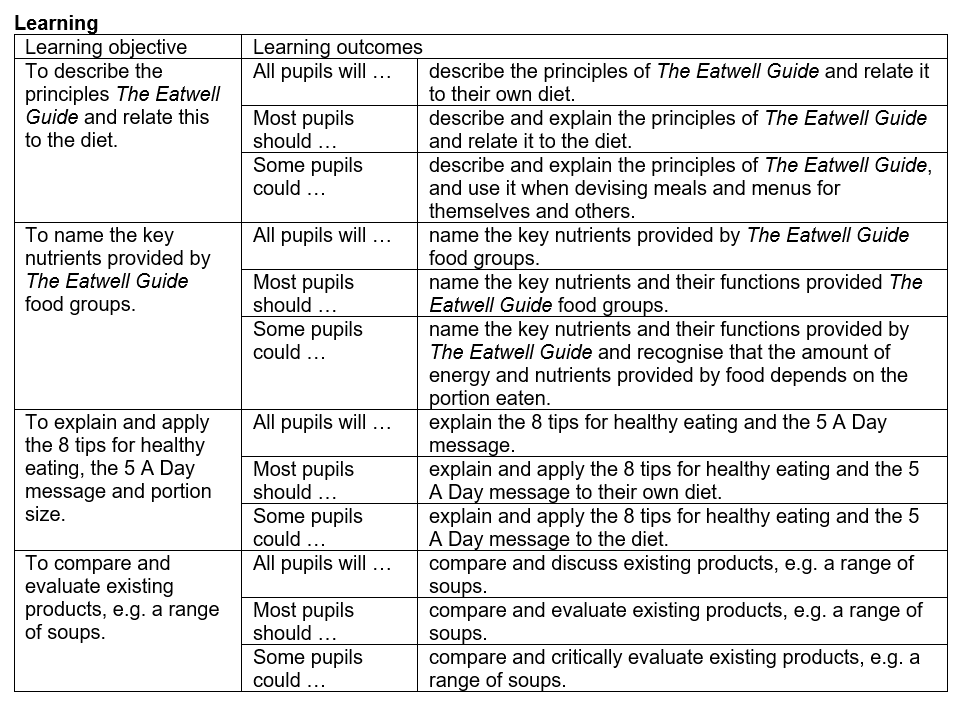 Learning
Learning objective
Learning outcomes
To describe the
principles The Eatwell
Guide and relate this
to the diet.
All pupils will …
describe the principles of The Eatwell Guide and relate it
to their own diet.
Most pupils
should …
describe and explain the principles of The Eatwell Guide
and relate it to the diet.
Some pupils
could …
describe and explain the principles of The Eatwell Guide,
and use it when devising meals and menus for
themselves and others.
To name the key
nutrients provided by
The Eatwell Guide
food groups.
All pupils will …
name the key nutrients provided by The Eatwell Guide
food groups.
Most pupils
should …
name the key nutrients and their functions provided The
Eatwell Guide food groups.
Some pupils
could …
name the key nutrients and their functions provided by
The Eatwell Guide and recognise that the amount of
energy and nutrients provided by food depends on the
portion eaten.
To explain and apply
the 8 tips for healthy
eating, the 5 A Day
message and portion
size.
All pupils will …
explain the 8 tips for healthy eating and the 5 A Day
message.
Most pupils
should …
explain and apply the 8 tips for healthy eating and the 5
A Day message to their own diet.
Some pupils
could …
explain and apply the 8 tips for healthy eating and the 5
A Day message to the diet.
To compare and
evaluate existing
products, e.g. a range
of soups.
All pupils will …
compare and discuss existing products, e.g. a range of
soups.
Most pupils
should …
compare and evaluate existing products, e.g. a range of
soups.
Some pupils
could …
compare and critically evaluate existing products, e.g. a
range of soups.